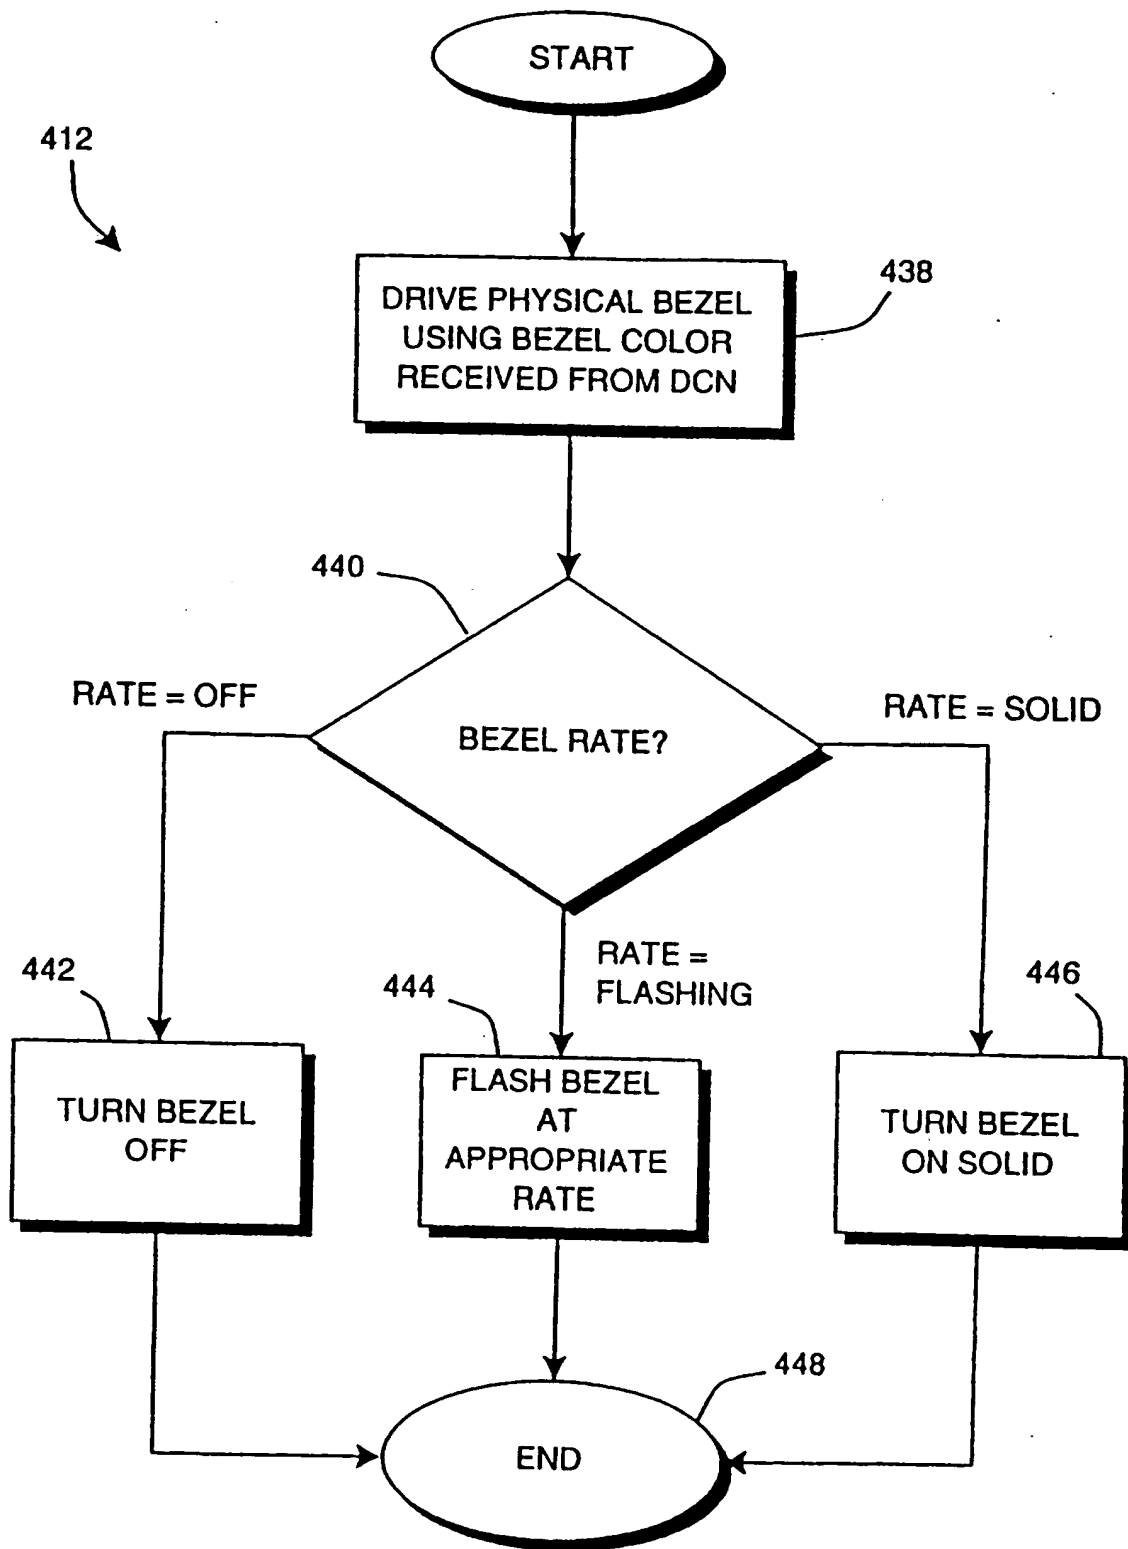 START
412
438
DRIVE PHYSICAL BEZEL
USING BEZEL COLOR
RECEIVED FROM DCN
440
RATE = OFF
BEZEL RATE?
RATE = SOLID
RATE =
FLASHING
442
444
446
TURN BEZEL
OFF
FLASH BEZEL
AT
APPROPRIATE
RATE
TURN BEZEL
ON SOLID
448
END